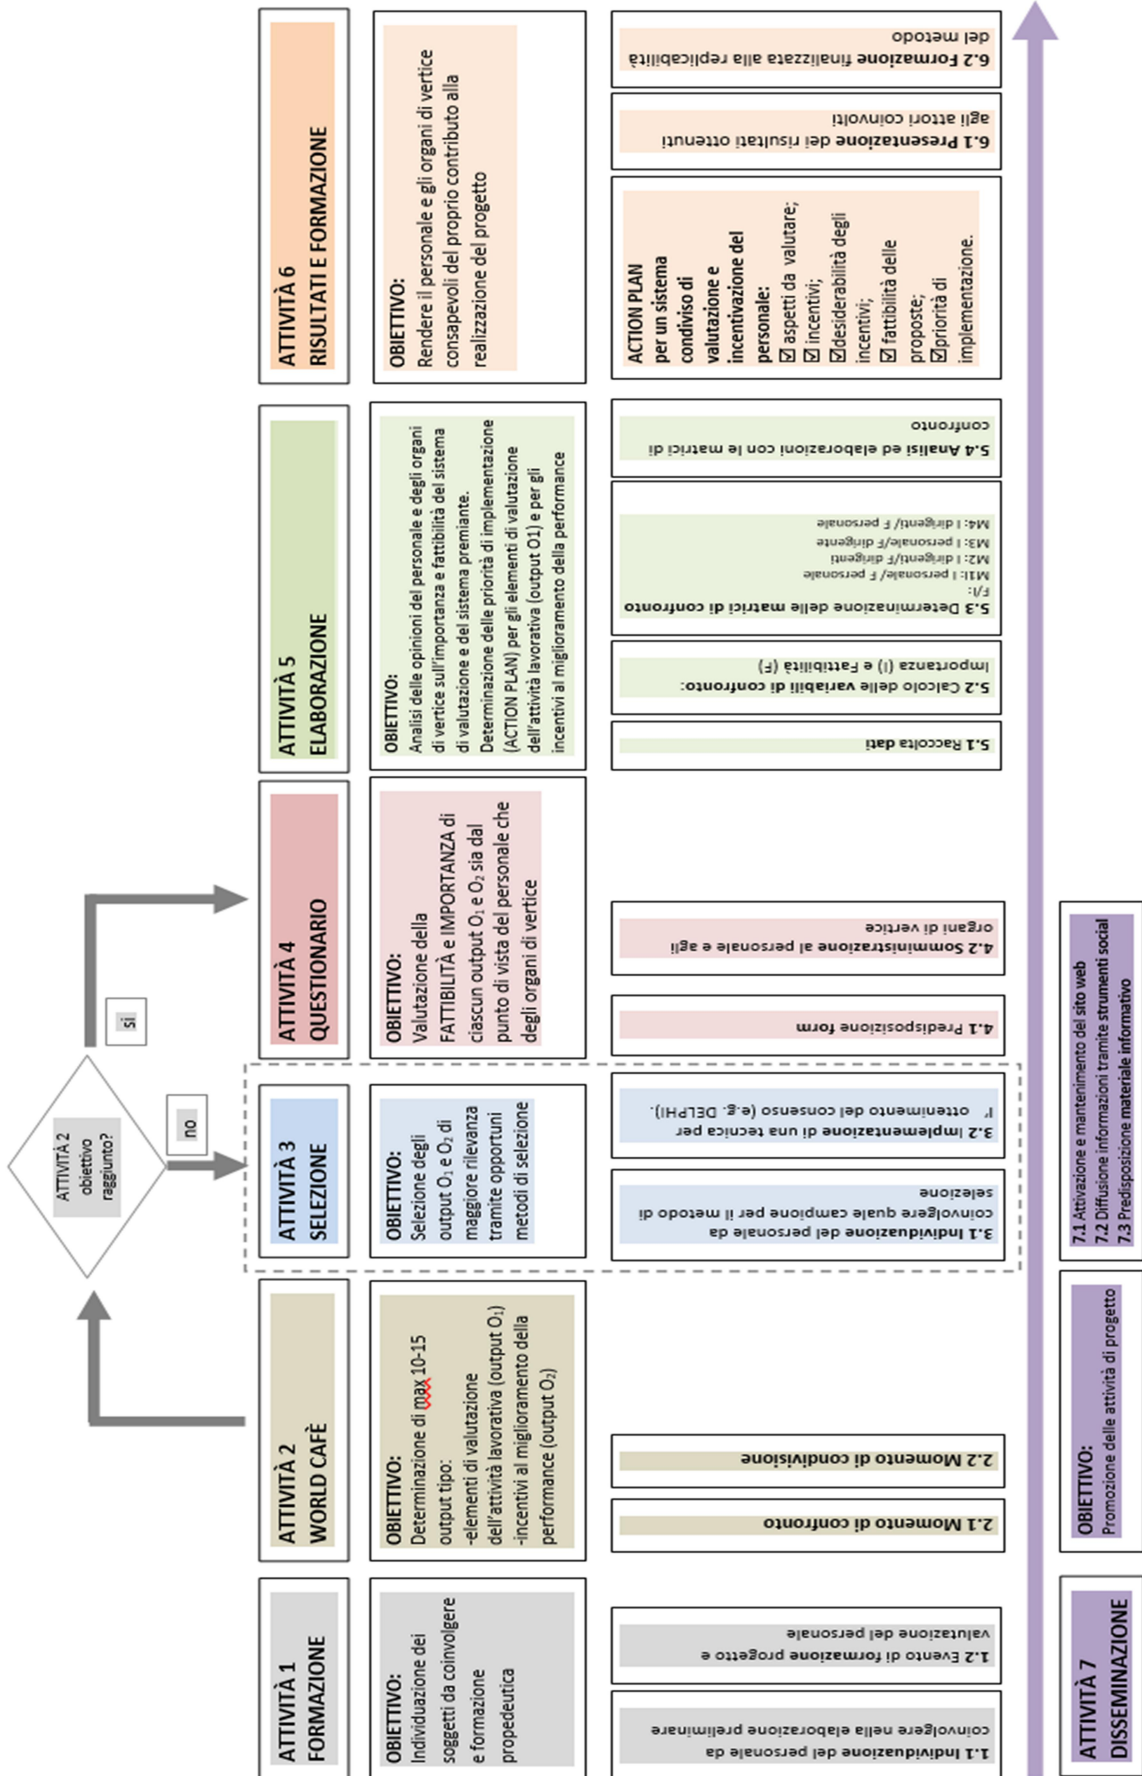 ATTIVITÀ 1
FORMAZIONE
OBIETTIVO:
Individuazione dei
soggetti da coinvolgere
e formazione
propedeutica
1.1 Individuazione del personale da
coinvolgere nella elaborazione preliminare
1.2 Evento di formazione progetto e
valutazione del personale
ATTIVITÀ 2
WORLD CAFÈ
OBIETTIVO:
Determinazione di max 10-15
output tipo:
-elementi di valutazione
dell'attività lavorativa (output O₁)
-incentivi al miglioramento della
performance (output O₂)
2.1 Momento di confronto
2.2 Momento di condivisione
ATTIVITÀ 2
obiettivo
raggiunto?
no
si
ATTIVITÀ 3
SELEZIONE
OBIETTIVO:
Selezione degli
output O₁ e O₂ di
maggiore rilevanza
tramite opportuni
metodi di selezione
3.1 Individuazione del personale da
coinvolgere quale campione per il metodo di
selezione
3.2 Implementazione di una tecnica per
l' ottenimento del consenso (e.g. DELPHI).
ATTIVITÀ 4
QUESTIONARIO
OBIETTIVO:
Valutazione della
FATTIBILITÀ e IMPORTANZA di
ciascun output O₁ e O₂ sia dal
punto di vista del personale che
degli organi di vertice
4.1 Predisposizione form
4.2 Somministrazione al personale e agli
organi di vertice
ATTIVITÀ 5
ELABORAZIONE
OBIETTIVO:
Analisi delle opinioni del personale e degli organi
di vertice sull'importanza e fattibilità del sistema
di valutazione e del sistema premiante.
Determinazione delle priorità di implementazione
(ACTION PLAN) per gli elementi di valutazione
dell'attività lavorativa (output O1) e per gli
incentivi al miglioramento della performance
5.1 Raccolta dati
5.2 Calcolo delle variabili di confronto:
Importanza (I) e Fattibilità (F)
5.3 Determinazione delle matrici di confronto
F/I:
M1I: I personale/ F personale
M2: I dirigenti/F dirigenti
M3: I personale/F dirigente
M4: I dirigenti/ F personale
5.4 Analisi ed elaborazioni con le matrici di
confronto
ATTIVITÀ 6
RISULTATI E FORMAZIONE
OBIETTIVO:
Rendere il personale e gli organi di vertice
consapevoli del proprio contributo alla
realizzazione del progetto
ACTION PLAN
per un sistema
condiviso di
valutazione e
incentivazione del
personale:
☑ aspetti da valutare;
☑ incentivi;
☑desiderabilità degli
incentivi;
☑ fattibilità delle
proposte;
☑priorità di
implementazione.
6.1 Presentazione dei risultati ottenuti
agli attori coinvolti
6.2 Formazione finalizzata alla replicabilità
del metodo
ATTIVITÀ 7
DISSEMINAZIONE
OBIETTIVO:
Promozione delle attività di progetto
7.1 Attivazione e mantenimento del sito web
7.2 Diffusione informazioni tramite strumenti social
7.3 Predisposizione materiale informativo